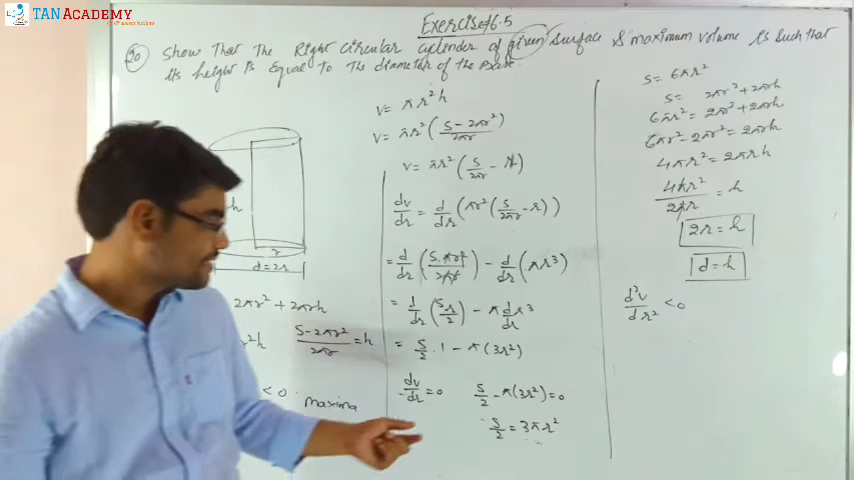 TAN ACADEMY
Exercise 6.5
20 Show That The Right circular cylender of given Surface & maximum volume is Such that
its height is Equal To The diameter of the Base.
h
r
d = 2r
2πr² + 2πrh
r²h
S-2πr²/2πr = h
< 0 · maxima
v = πr²h
v = πr²(S-2πr²/2πr)
v = πr²(S/2πr - r)
dv/dr = d/dr(πr²(S/2πr - r))
= d/dr(S.πr²/2πr) - d/dr(πr³)
= d/dr(Sr/2) - π d/dr r³
= S/2 · 1 - π(3r²)
dv/dr = 0 S/2 - π(3r²) = 0
S/2 = 3πr²
S = 6πr²
S = 2πr² + 2πrh
6πr² = 2πr² + 2πrh
6πr² - 2πr² = 2πrh
4πr² = 2πrh
4πr²/2πr = h
2r = h
d = h
d²v/dr² < 0